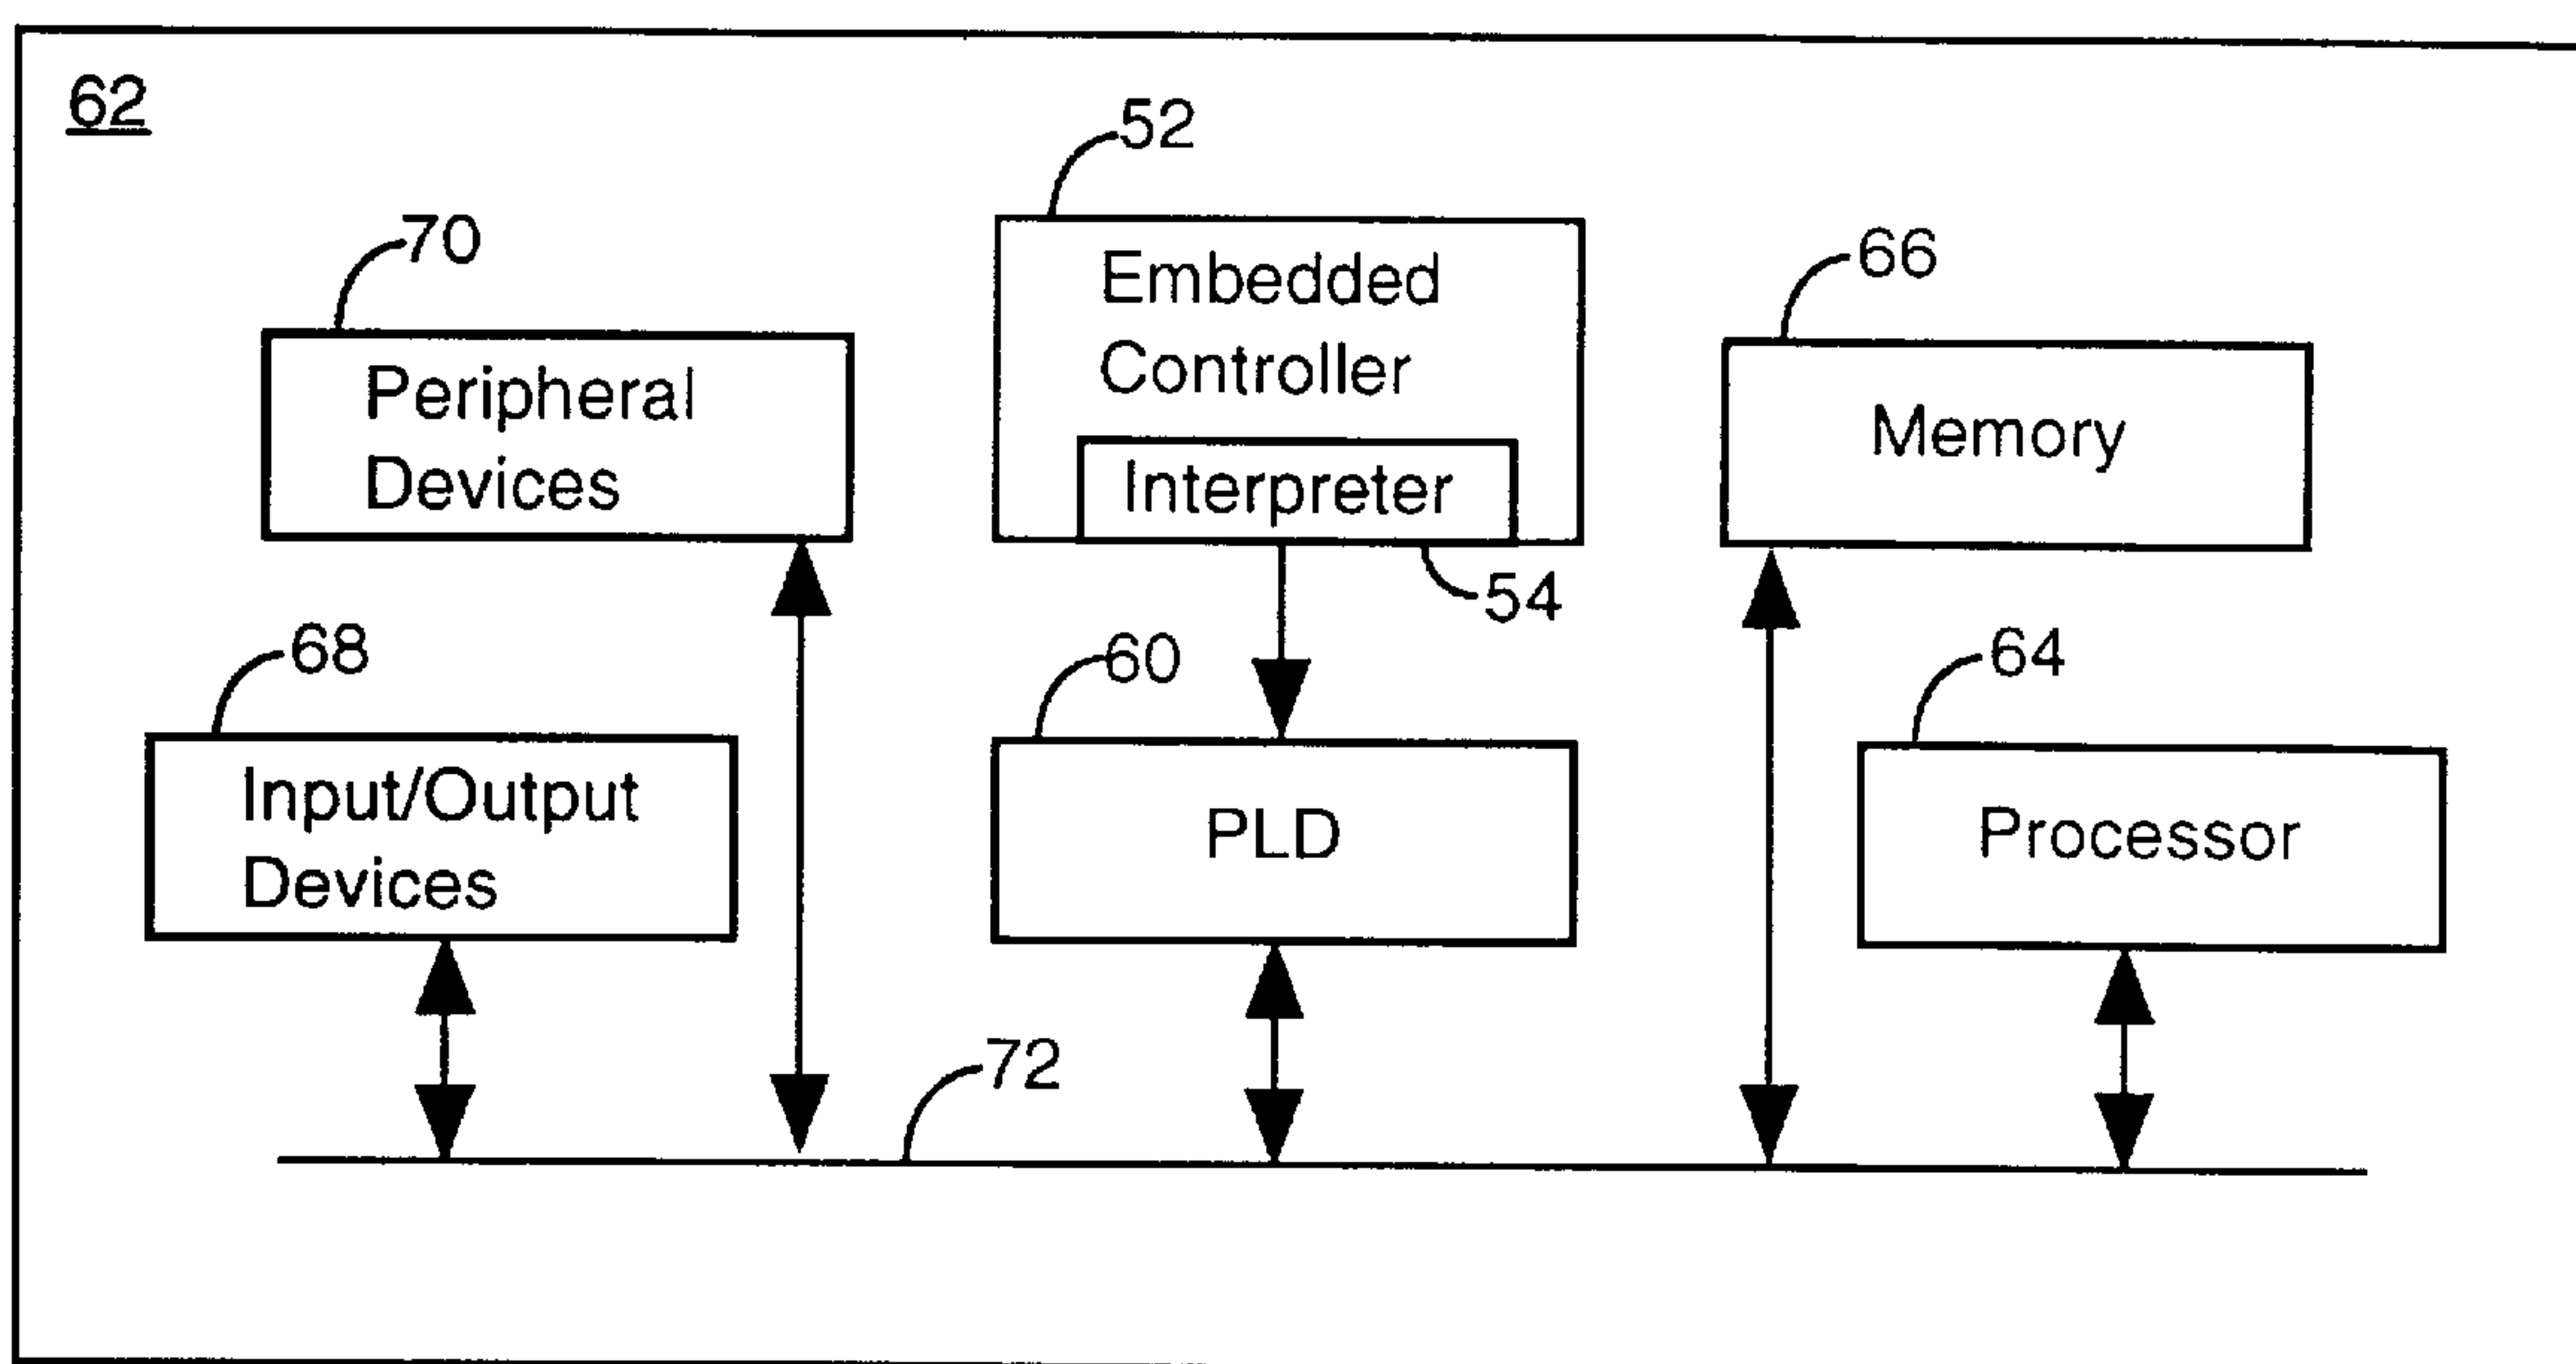 62
52
70
66
Embedded
Controller
Peripheral
Devices
Memory
Interpreter
54
68
60
64
Input/Output
Devices
PLD
Processor
72